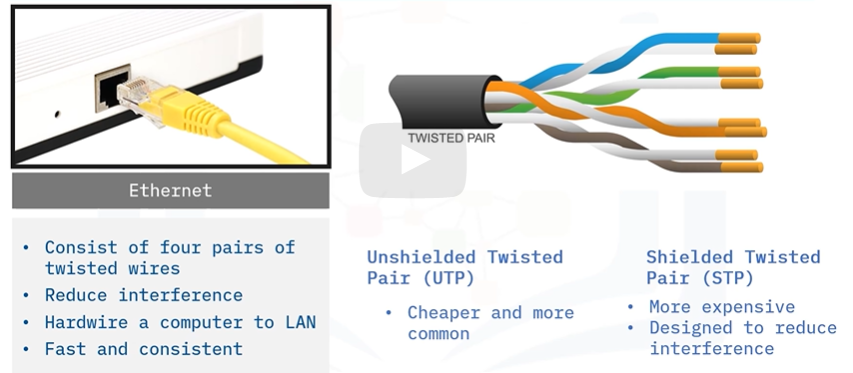 TWISTED PAIR
Ethernet
• Consist of four pairs of
twisted wires
• Reduce interference
• Hardwire a computer to LAN
• Fast and consistent
Unshielded Twisted
Pair (UTP)
• Cheaper and more
common
Shielded Twisted
Pair (STP)
• More expensive
• Designed to reduce
interference